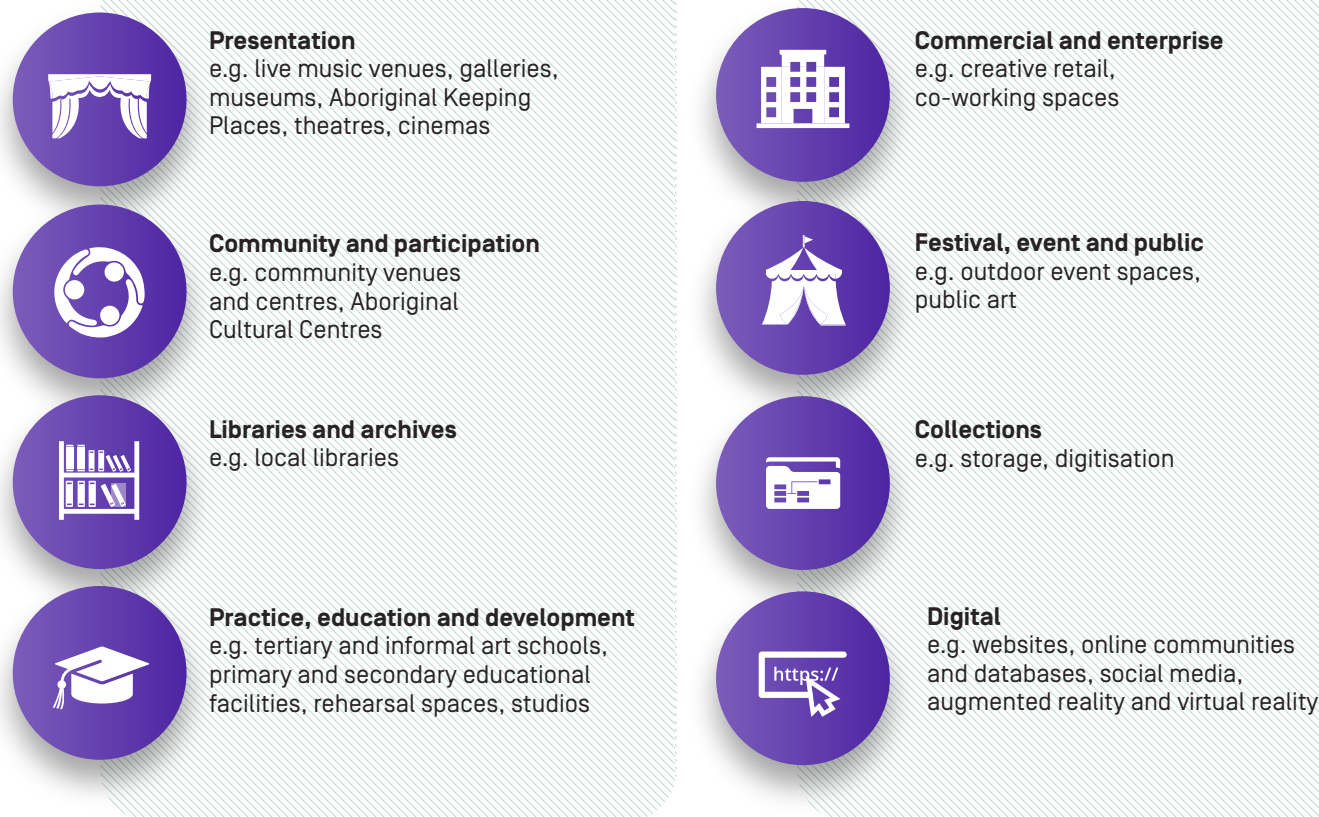 Presentation
e.g. live music venues, galleries,
museums, Aboriginal Keeping
Places, theatres, cinemas
Community and participation
e.g. community venues
and centres, Aboriginal
Cultural Centres
Libraries and archives
e.g. local libraries
Practice, education and development
e.g. tertiary and informal art schools,
primary and secondary educational
facilities, rehearsal spaces, studios
Commercial and enterprise
e.g. creative retail,
co-working spaces
Festival, event and public
e.g. outdoor event spaces,
public art
Collections
e.g. storage, digitisation
https://
Digital
e.g. websites, online communities
and databases, social media,
augmented reality and virtual reality